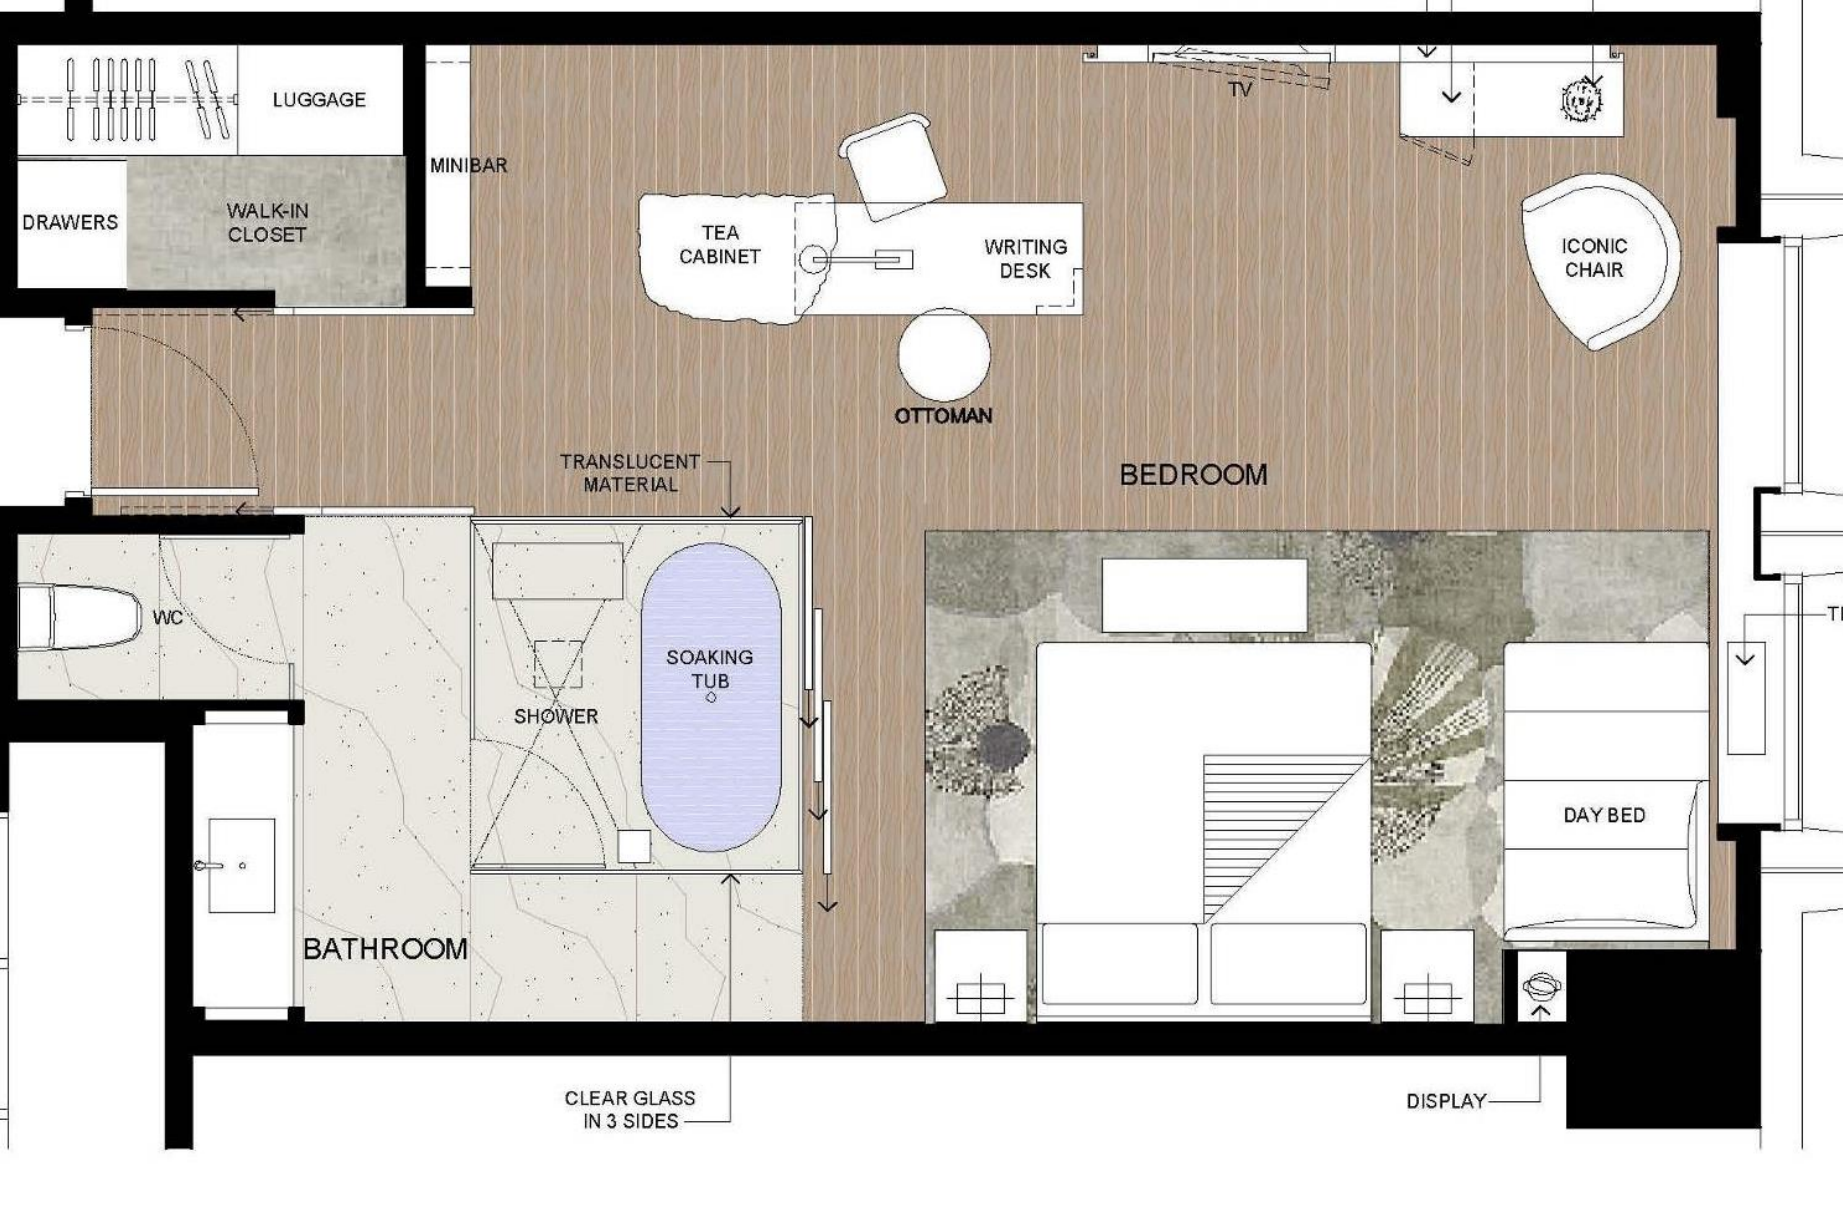 LUGGAGE
TV
MINIBAR
DRAWERS
WALK-IN
CLOSET
TEA
CABINET
WRITING
DESK
ICONIC
CHAIR
OTTOMAN
TRANSLUCENT
MATERIAL
BEDROOM
WC
SOAKING
TUB
SHOWER
DAY BED
BATHROOM
CLEAR GLASS
IN 3 SIDES
DISPLAY